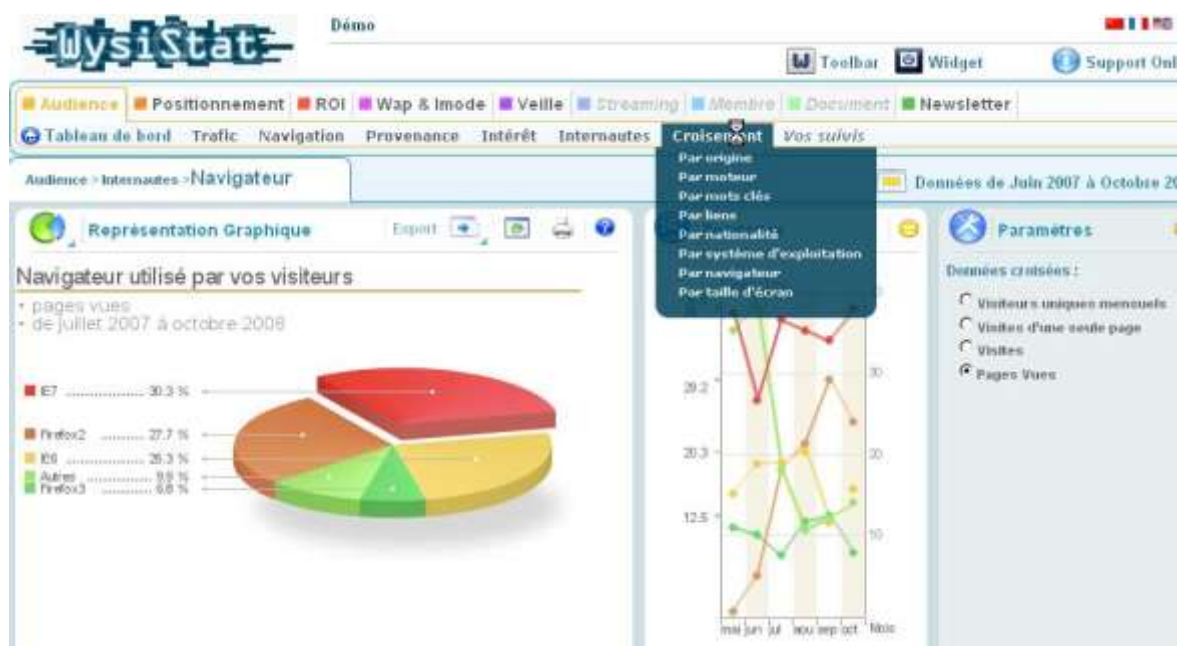 WysiStat
Démo
Toolbar Widget Support Onl
Audience Positionnement ROI Wap & Imode Veille Streaming Membre Document Newsletter
Tableau de bord Trafic Navigation Provenance Intérêt Internautes Croisement Vos suivis
Par origine
Par moteur
Par mots clés
Par liens
Par nationalité
Par système d'exploitation
Par navigateur
Par taille d'écran
Audience > Internautes > Navigateur
Données de Juin 2007 à Octobre 20
Représentation Graphique Export
Navigateur utilisé par vos visiteurs
• pages vues
• de juillet 2007 à octobre 2008
IE7 ................ 30.3 %
Firefox2 ......... 27.7 %
IE6 ................ 25.3 %
Autres ............
Firefox3 ............ 6.8 %
29.2
20.3
12.5
30
20
10
mai jun jul aou sep oct Mois
Paramètres
Données croisées :
Visiteurs uniques mensuels
Visites d'une seule page
Visites
Pages Vues